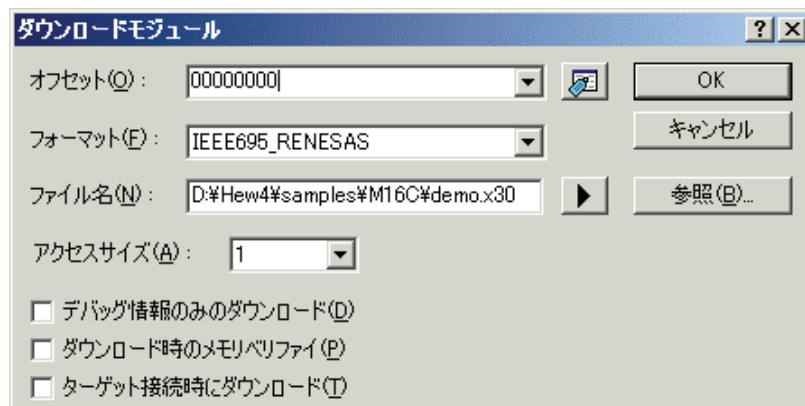 ダウンロードモジュール
オフセット(O): 00000000 OK
フォーマット(F): IEEE695_RENESAS キャンセル
ファイル名(N): D:¥Hew4¥samples¥M16C¥demo.x30 参照(B)...
アクセスサイズ(A): 1
デバッグ情報のみのダウンロード(D)
ダウンロード時のメモリベリファイ(P)
ターゲット接続時にダウンロード(T)